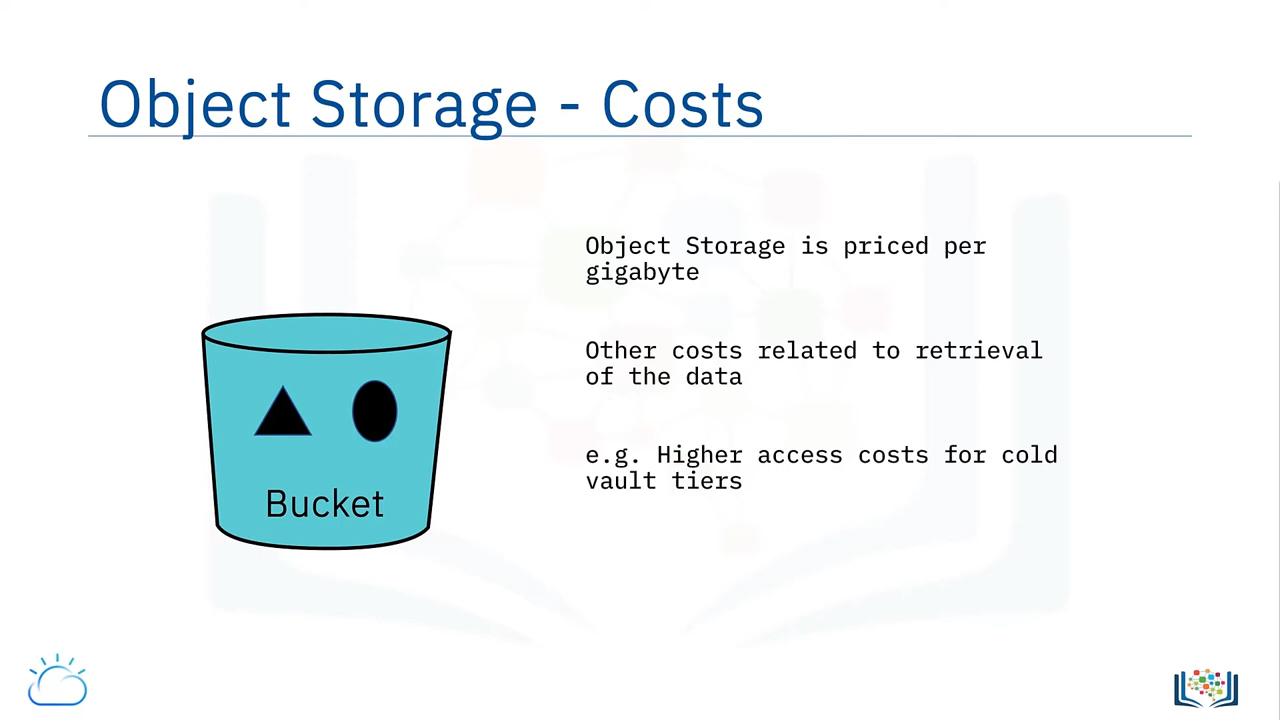 Object Storage - Costs
Object Storage is priced per
gigabyte
Other costs related to retrieval
of the data
e.g. Higher access costs for cold
vault tiers
Bucket